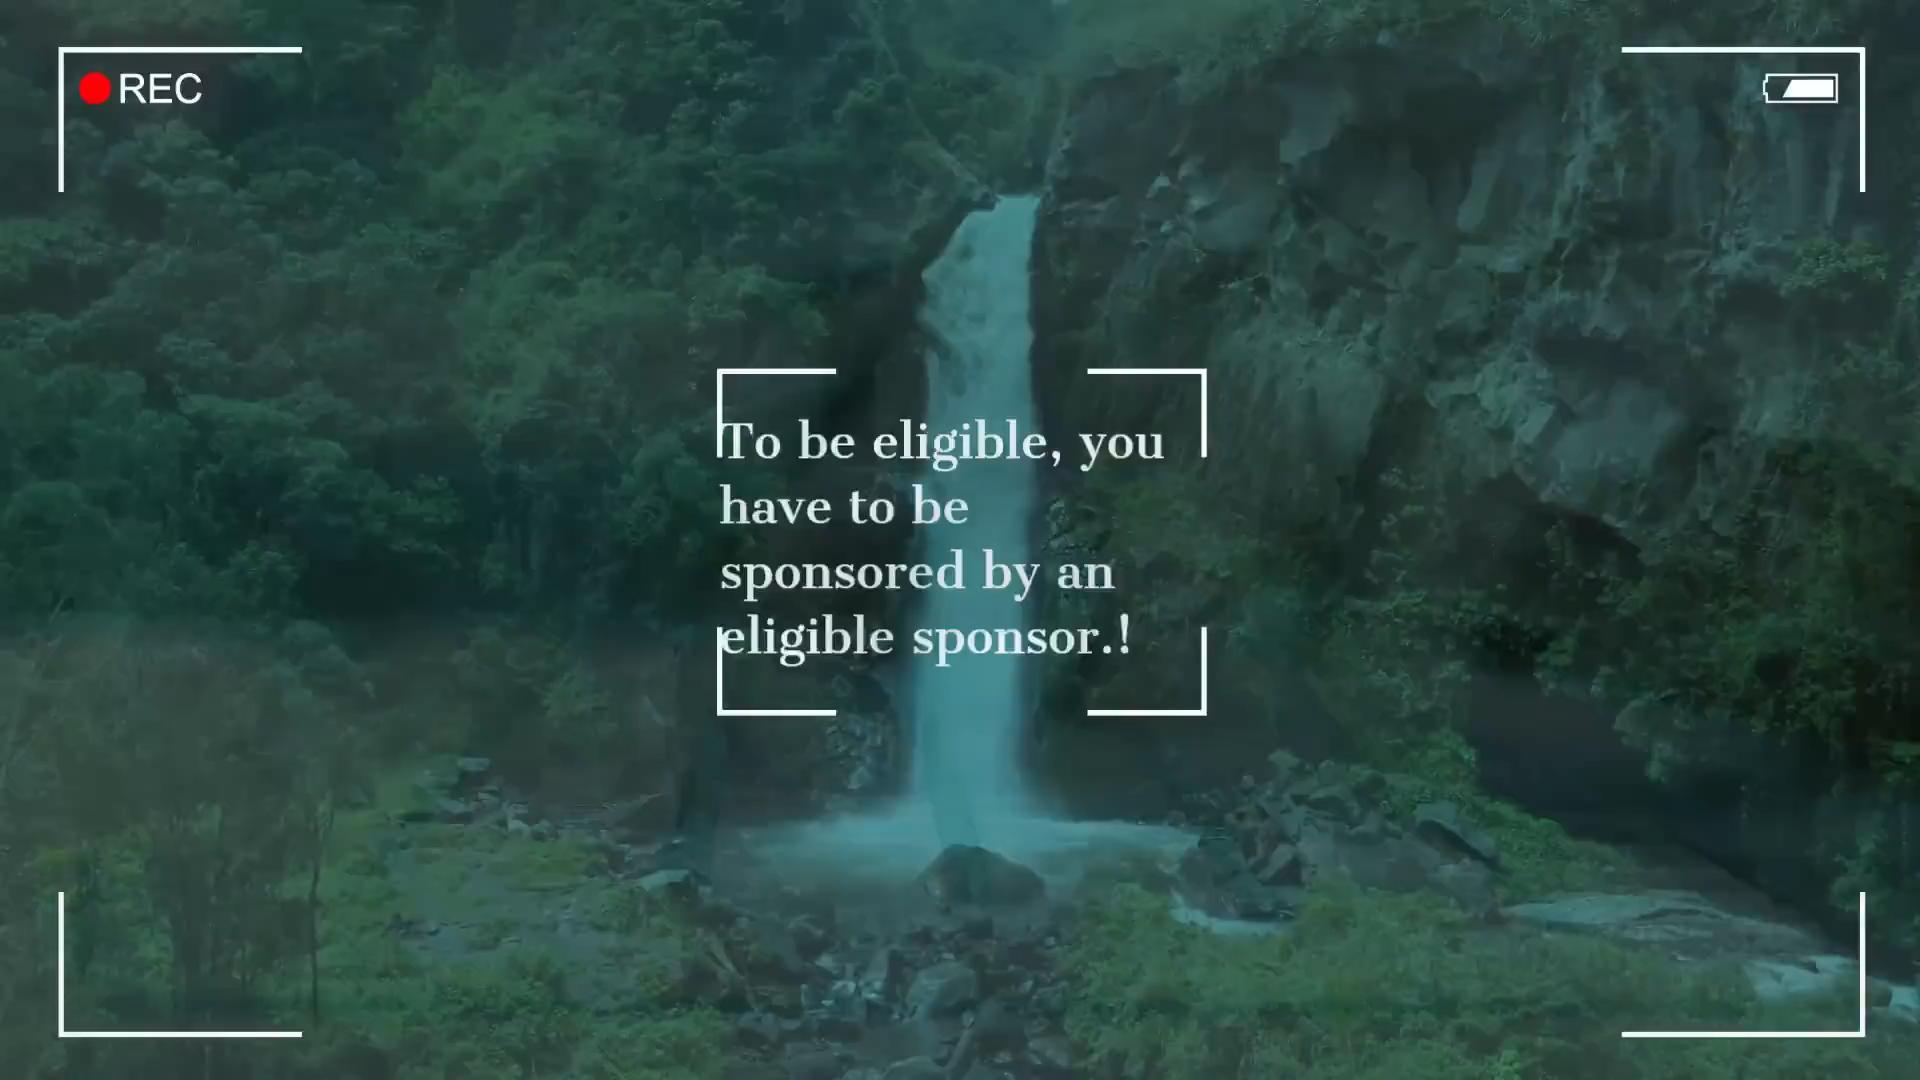 REC
To be eligible, you
have to be
sponsored by an
eligible sponsor.!